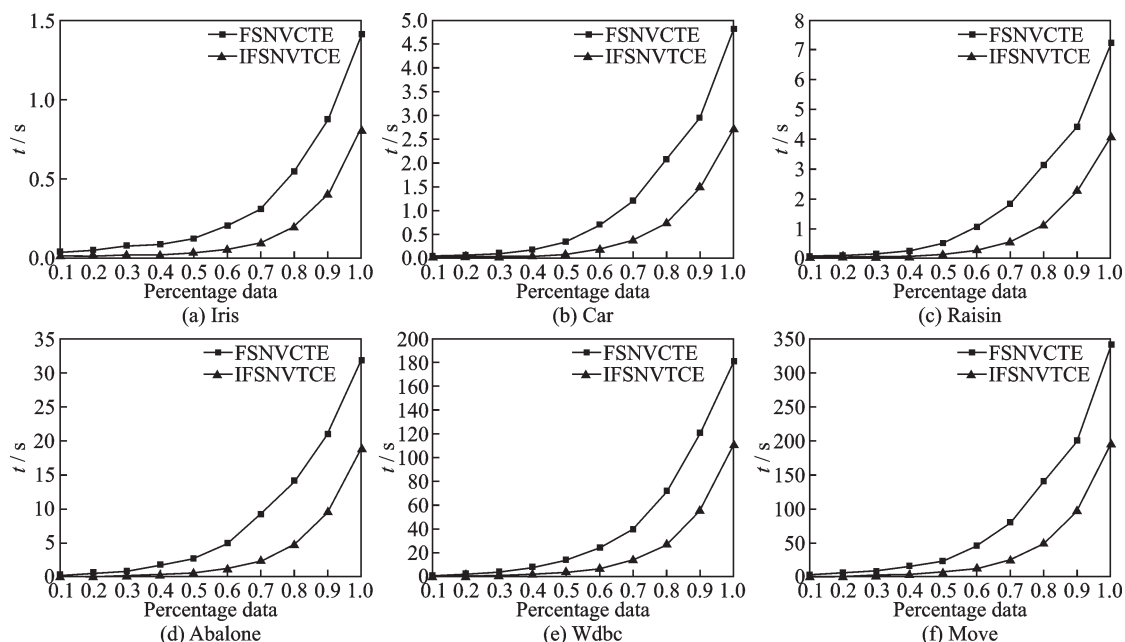 1.5
1.0
0.5
0.0
t / s
FSNVCTE
IFSNVTCE
0.1 0.2 0.3 0.4 0.5 0.6 0.7 0.8 0.9 1.0
Percentage data
(a) Iris
5.0
4.5
4.0
3.5
3.0
2.5
2.0
1.5
1.0
0.5
0.0
t / s
FSNVCTE
IFSNVTCE
0.1 0.2 0.3 0.4 0.5 0.6 0.7 0.8 0.9 1.0
Percentage data
(b) Car
8
7
6
5
4
3
2
1
0
t / s
FSNVCTE
IFSNVTCE
0.1 0.2 0.3 0.4 0.5 0.6 0.7 0.8 0.9 1.0
Percentage data
(c) Raisin
35
30
25
20
15
10
5
0
t / s
FSNVCTE
IFSNVTCE
0.1 0.2 0.3 0.4 0.5 0.6 0.7 0.8 0.9 1.0
Percentage data
(d) Abalone
200
180
160
140
120
100
80
60
40
20
0
t / s
FSNVCTE
IFSNVTCE
0.1 0.2 0.3 0.4 0.5 0.6 0.7 0.8 0.9 1.0
Percentage data
(e) Wdbc
350
300
250
200
150
100
50
0
t / s
FSNVCTE
IFSNVTCE
0.1 0.2 0.3 0.4 0.5 0.6 0.7 0.8 0.9 1.0
Percentage data
(f) Move